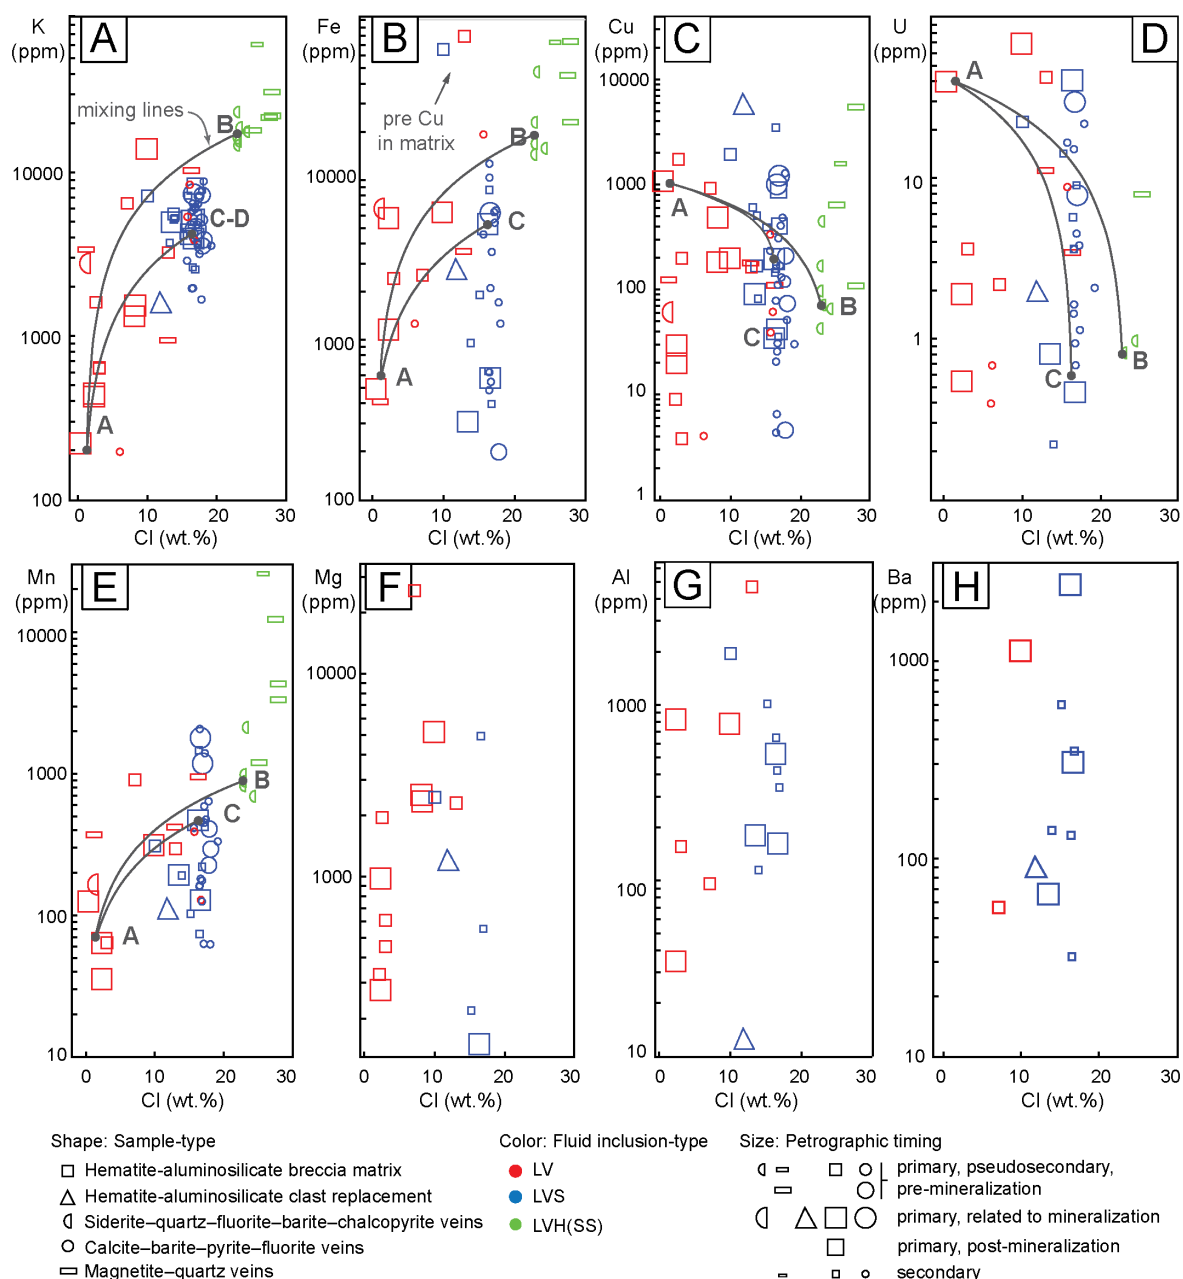 K
(ppm)
A
10000
1000
100
mixing lines
B
C-D
A
0
10
20
30
Cl (wt.%)
Fe
(ppm)
B
10000
1000
100
pre Cu
in matrix
B
C
A
0
10
20
30
Cl (wt.%)
Cu
(ppm)
C
10000
1000
100
10
1
A
B
C
0
10
20
30
Cl (wt.%)
U
(ppm)
D
10
1
A
B
C
0
10
20
30
Cl (wt.%)
Mn
(ppm)
E
10000
1000
100
10
B
C
A
0
10
20
30
Cl (wt.%)
Mg
(ppm)
F
10000
1000
0
10
20
30
Cl (wt.%)
Al
(ppm)
G
1000
100
10
0
10
20
30
Cl (wt.%)
Ba
(ppm)
H
1000
100
10
0
10
20
30
Cl (wt.%)
Shape: Sample-type
Hematite-aluminosilicate breccia matrix
Hematite-aluminosilicate clast replacement
Siderite–quartz–fluorite–barite–chalcopyrite veins
Calcite–barite–pyrite–fluorite veins
Magnetite–quartz veins
Color: Fluid inclusion-type
LV
LVS
LVH(SS)
Size: Petrographic timing
primary, pseudosecondary,
pre-mineralization
primary, related to mineralization
primary, post-mineralization
secondary